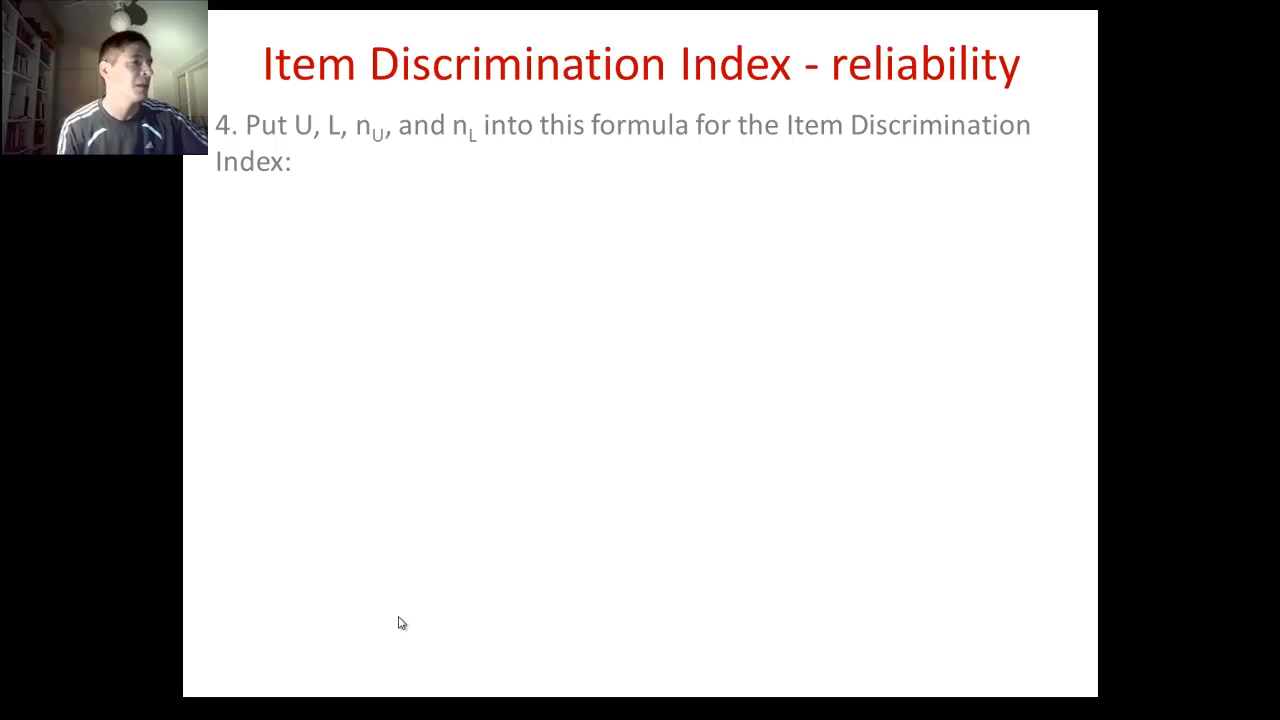 Item Discrimination Index - reliability
4. Put U, L, nU, and nL into this formula for the Item Discrimination
Index: